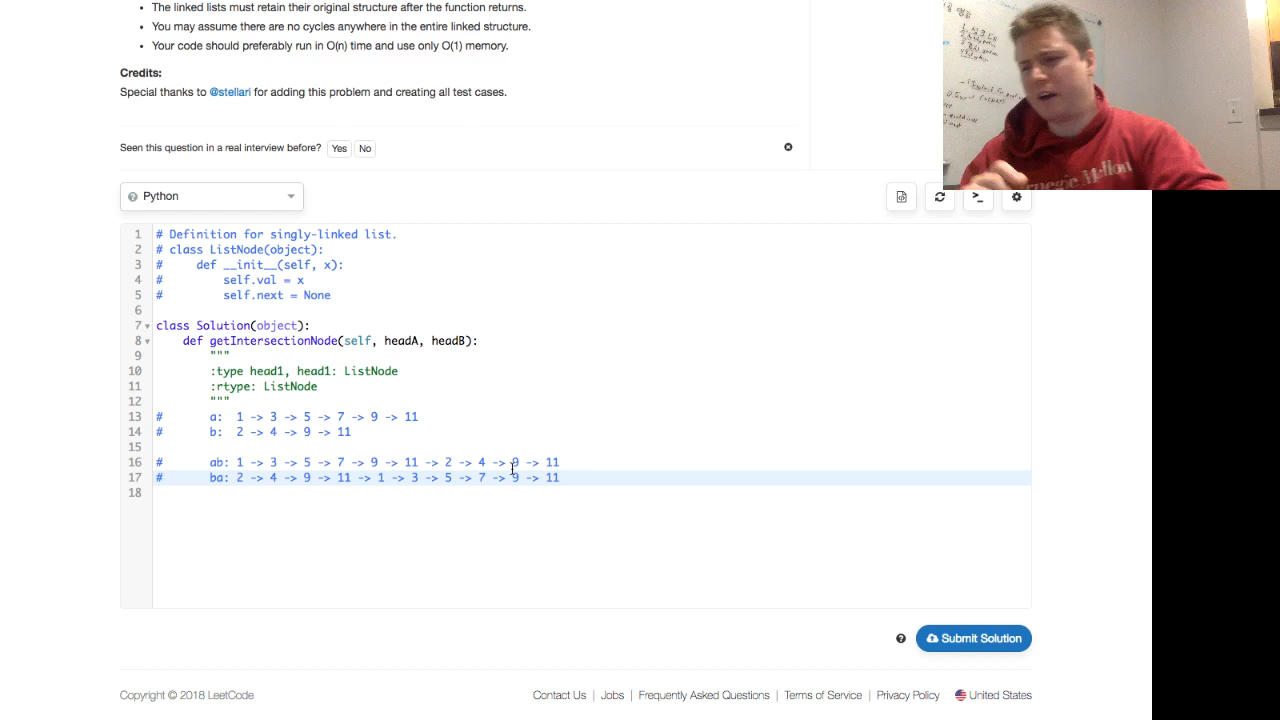 • The linked lists must retain their original structure after the function returns.
• You may assume there are no cycles anywhere in the entire linked structure.
• Your code should preferably run in O(n) time and use only O(1) memory.
Credits:
Special thanks to @stellari for adding this problem and creating all test cases.
Seen this question in a real interview before? Yes No
Python
1 # Definition for singly-linked list.
2 # class ListNode(object):
3 #     def __init__(self, x):
4 #         self.val = x
5 #         self.next = None
6
7 class Solution(object):
8     def getIntersectionNode(self, headA, headB):
9         """
10         :type head1, head1: ListNode
11         :rtype: ListNode
12         """
13 #       a:  1 -> 3 -> 5 -> 7 -> 9 -> 11
14 #       b:  2 -> 4 -> 9 -> 11
15
16 #       ab: 1 -> 3 -> 5 -> 7 -> 9 -> 11 -> 2 -> 4 -> 9 -> 11
17 #       ba: 2 -> 4 -> 9 -> 11 -> 1 -> 3 -> 5 -> 7 -> 9 -> 11
18
Submit Solution
Copyright © 2018 LeetCode
Contact Us | Jobs | Frequently Asked Questions | Terms of Service | Privacy Policy | United States
Mellon